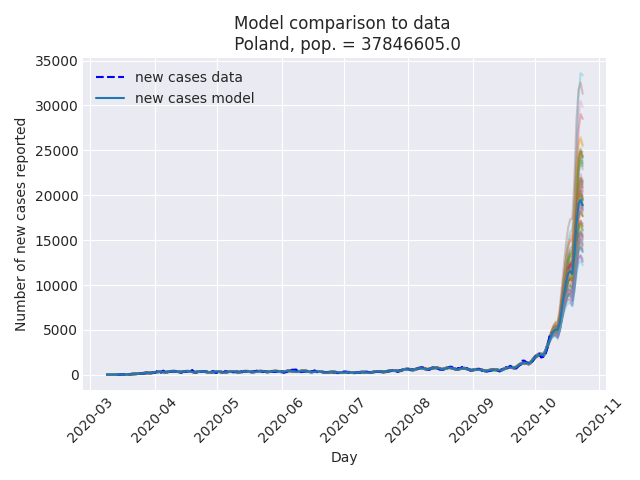 Model comparison to data
Poland, pop. = 37846605.0
35000
30000
25000
20000
15000
10000
5000
0
Number of new cases reported
new cases data
new cases model
2020-03
2020-04
2020-05
2020-06
2020-07
2020-08
2020-09
2020-10
2020-11
Day